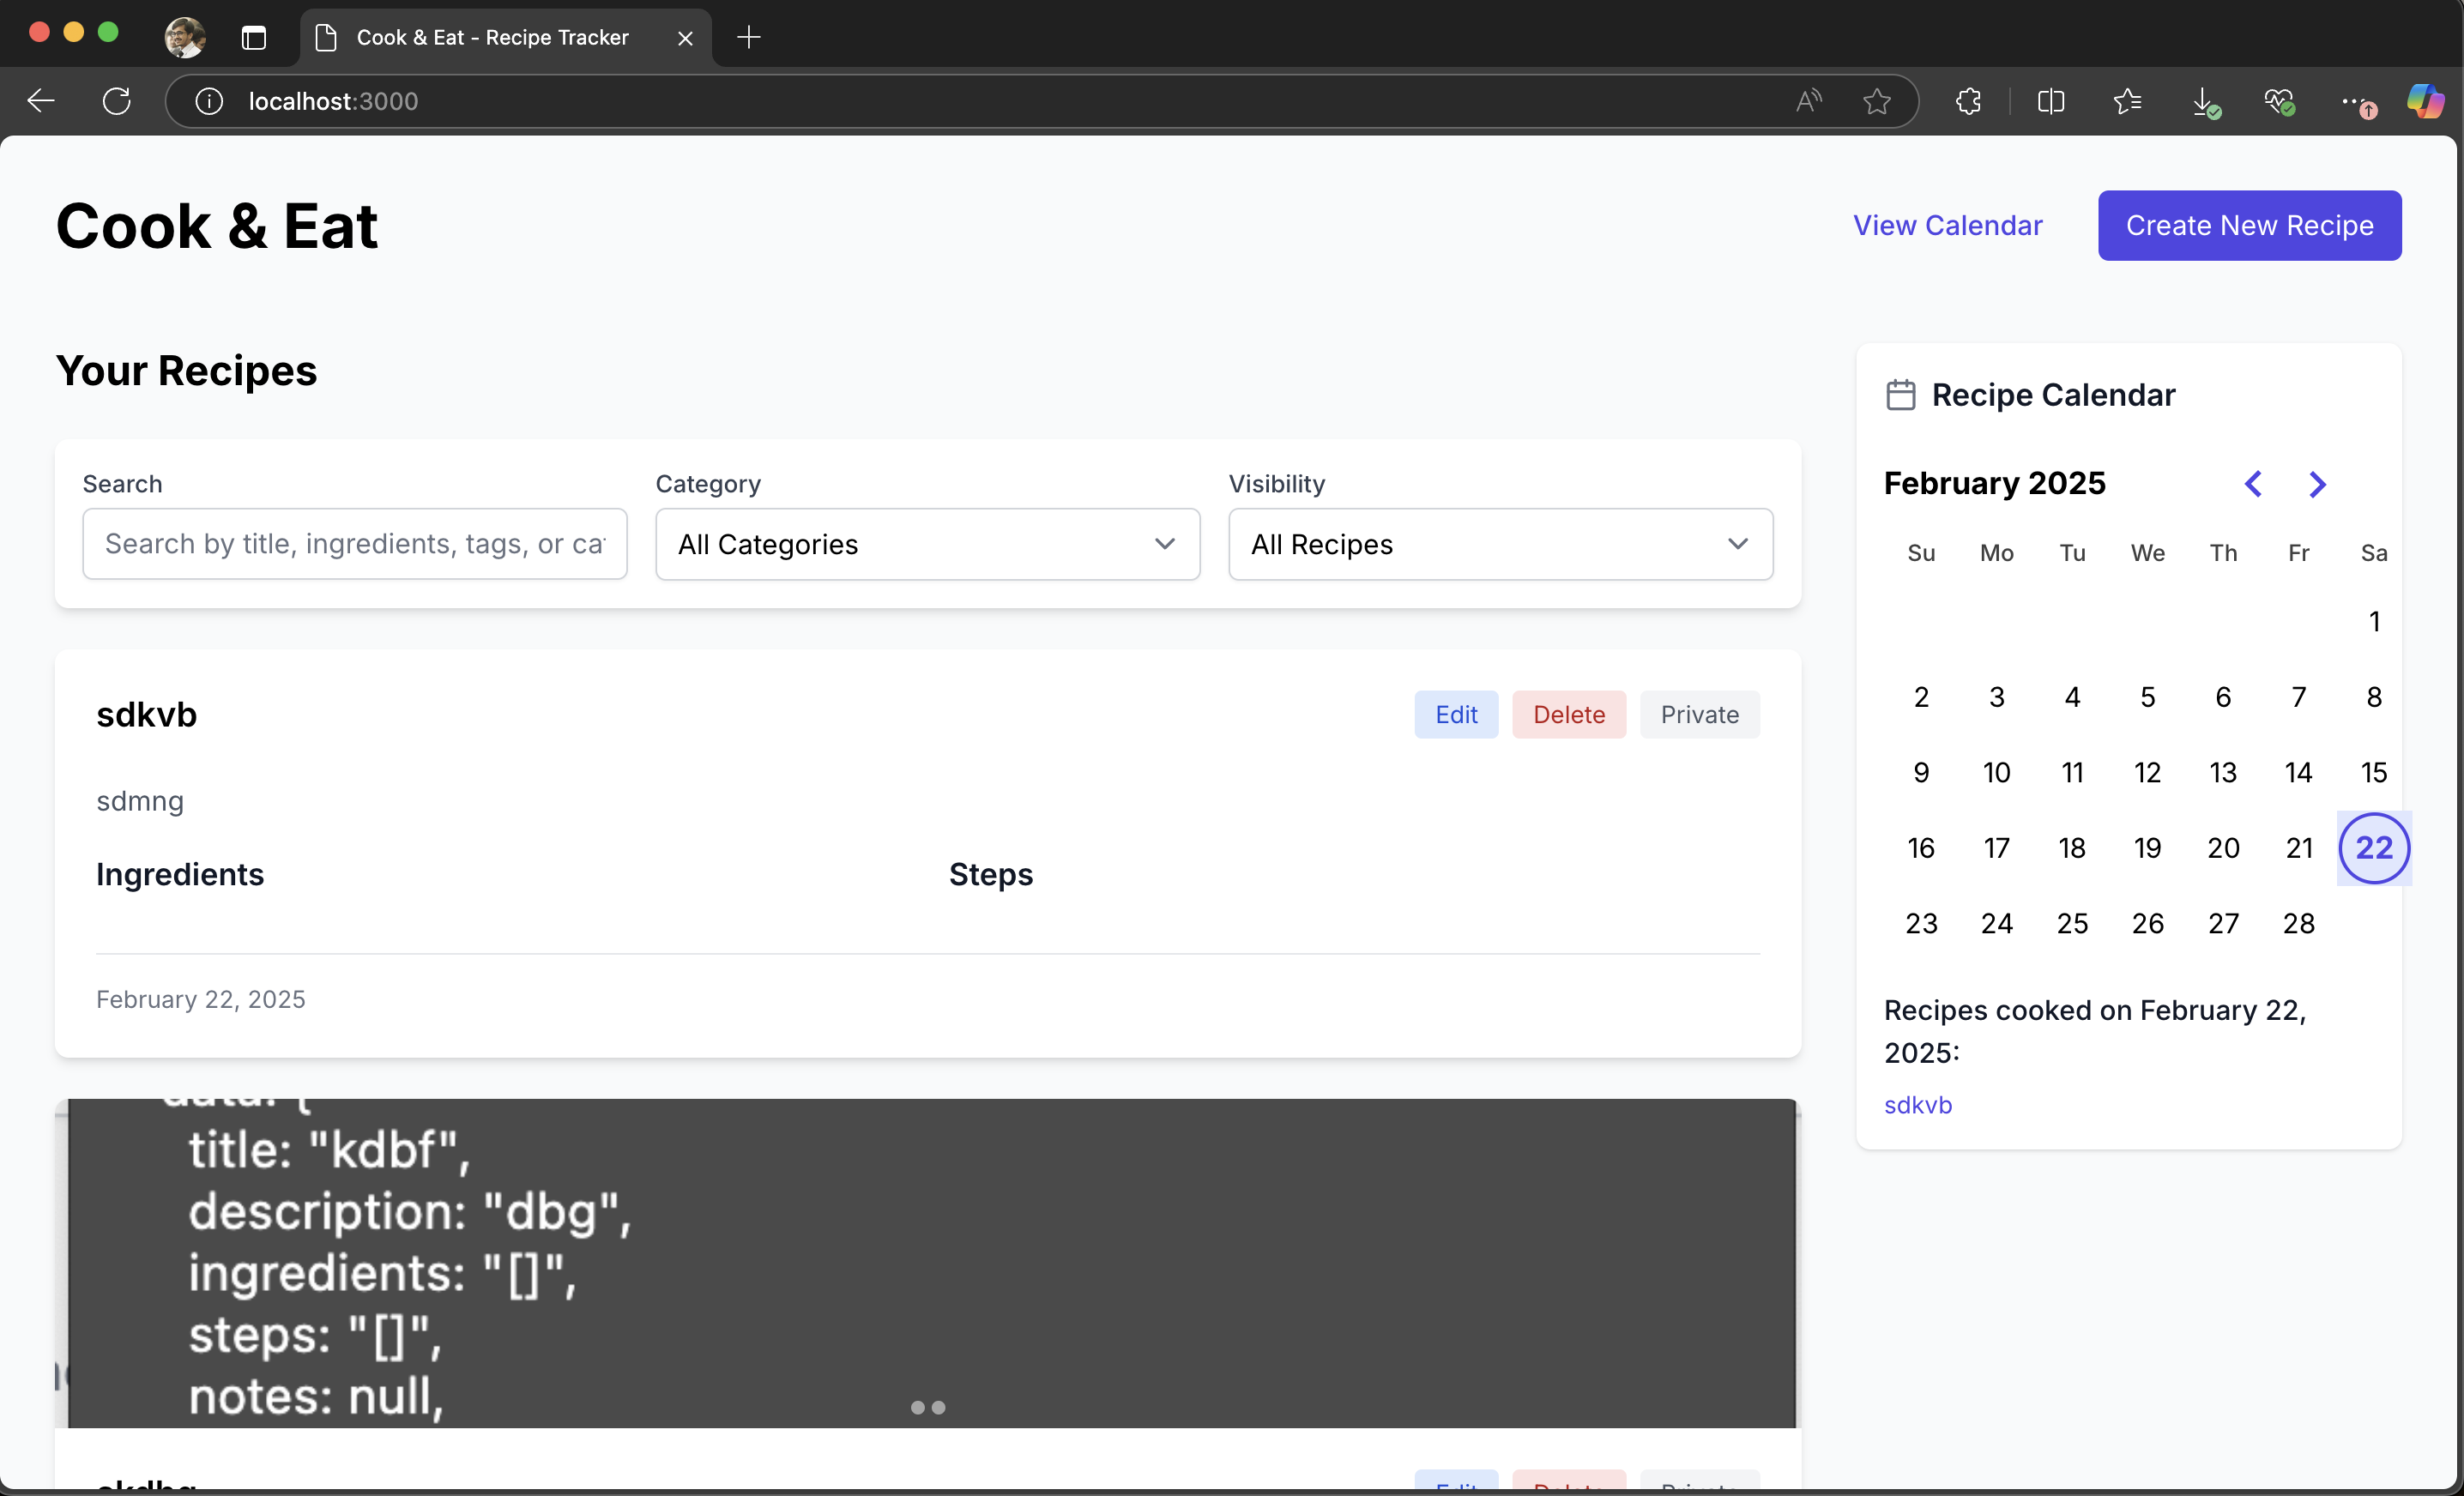 Cook & Eat - Recipe Tracker
localhost:3000
Cook & Eat
View Calendar
Create New Recipe
Your Recipes
Search
Category
Visibility
Search by title, ingredients, tags, or ca
All Categories
All Recipes
sdkvb
Edit
Delete
Private
sdmng
Ingredients
Steps
February 22, 2025
title: "kdbf",
description: "dbg",
ingredients: "[]",
steps: "[]",
notes: null,
Recipe Calendar
February 2025
Su Mo Tu We Th Fr Sa
1
2 3 4 5 6 7 8
9 10 11 12 13 14 15
16 17 18 19 20 21 22
23 24 25 26 27 28
Recipes cooked on February 22,
2025:
sdkvb